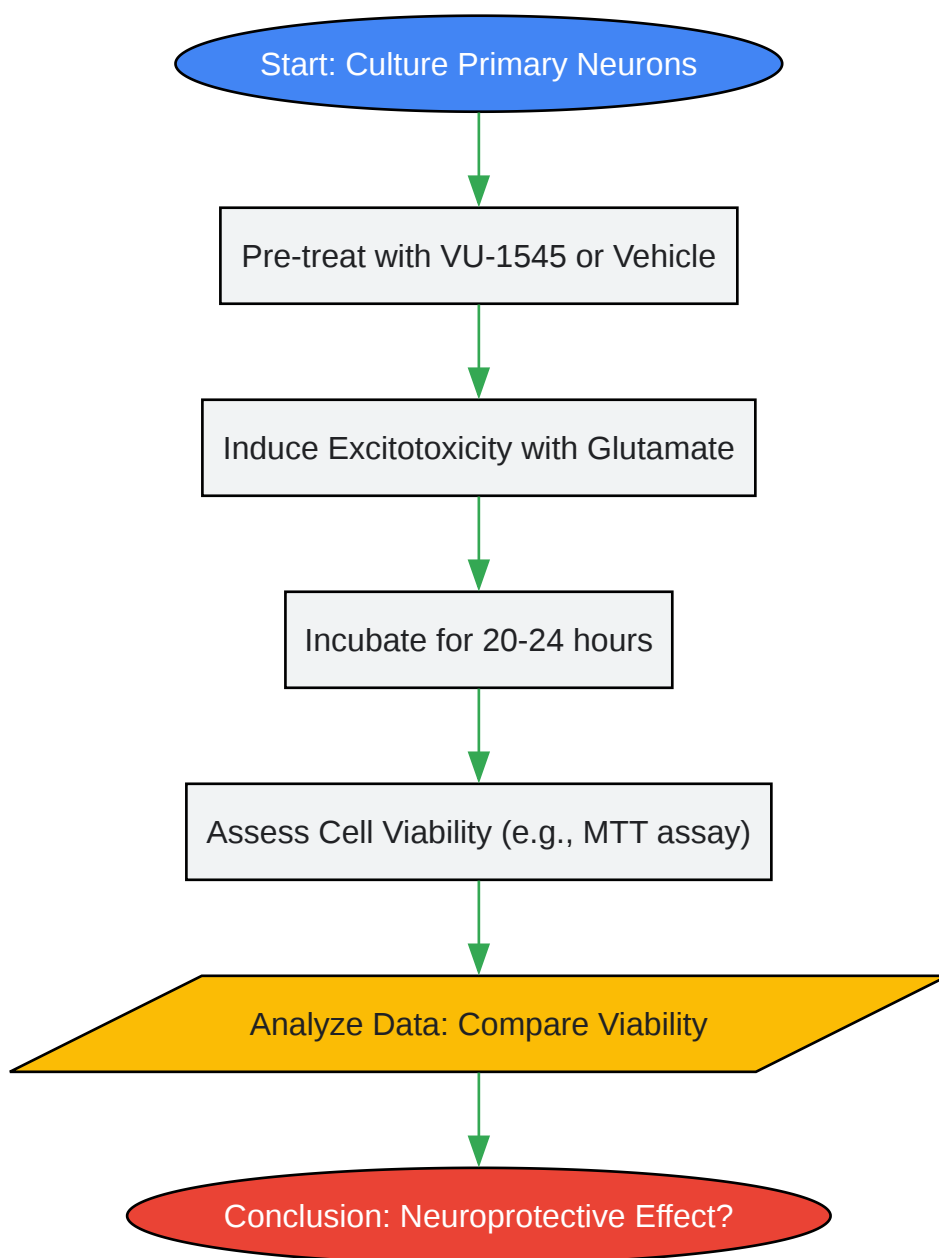 Start: Culture Primary Neurons
Pre-treat with VU-1545 or Vehicle
Induce Excitotoxicity with Glutamate
Incubate for 20-24 hours
Assess Cell Viability (e.g., MTT assay)
Analyze Data: Compare Viability
Conclusion: Neuroprotective Effect?